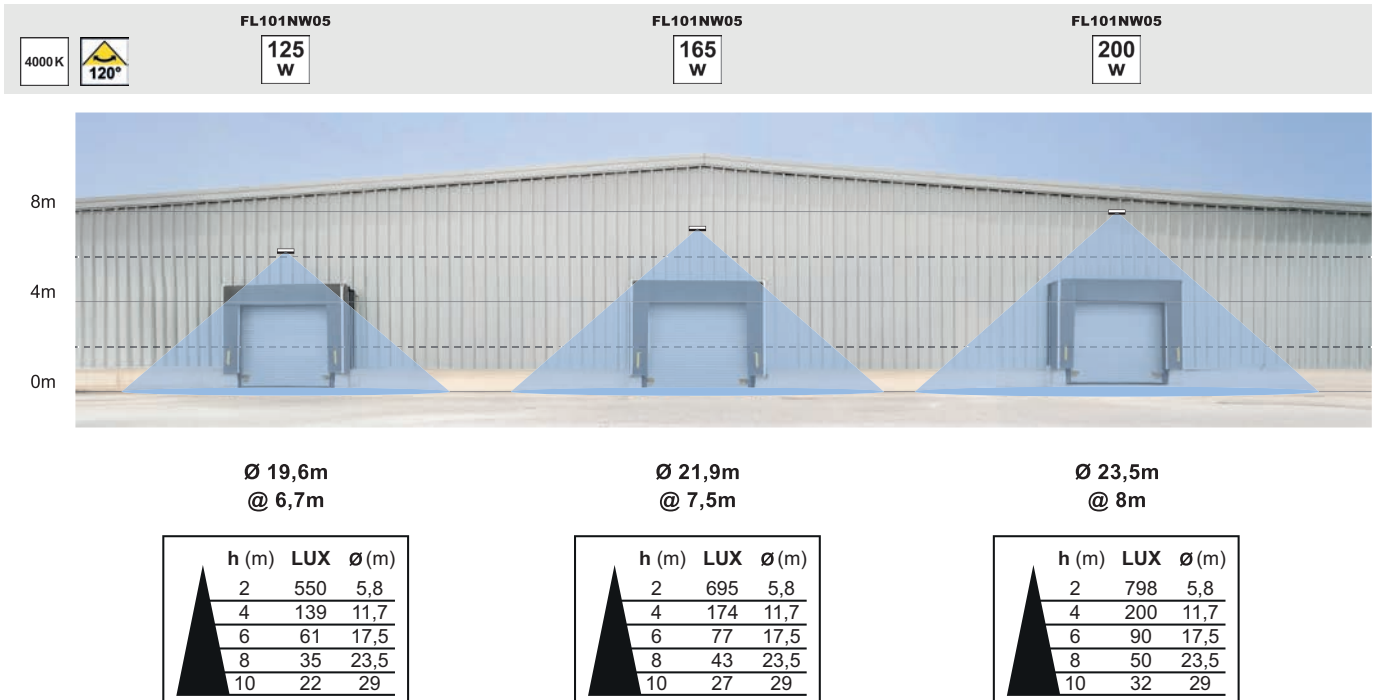 FL101NW05 FL101NW05 FL101NW05
4000 K 120° 125 W 165 W 200 W
8m
4m
0m
Ø 19,6m Ø 21,9m Ø 23,5m
@ 6,7m @ 7,5m @ 8m
h (m) LUX Ø (m) h (m) LUX Ø (m) h (m) LUX Ø (m)
2 550 5,8 2 695 5,8 2 798 5,8
4 139 11,7 4 174 11,7 4 200 11,7
6 61 17,5 6 77 17,5 6 90 17,5
8 35 23,5 8 43 23,5 8 50 23,5
10 22 29 10 27 29 10 32 29